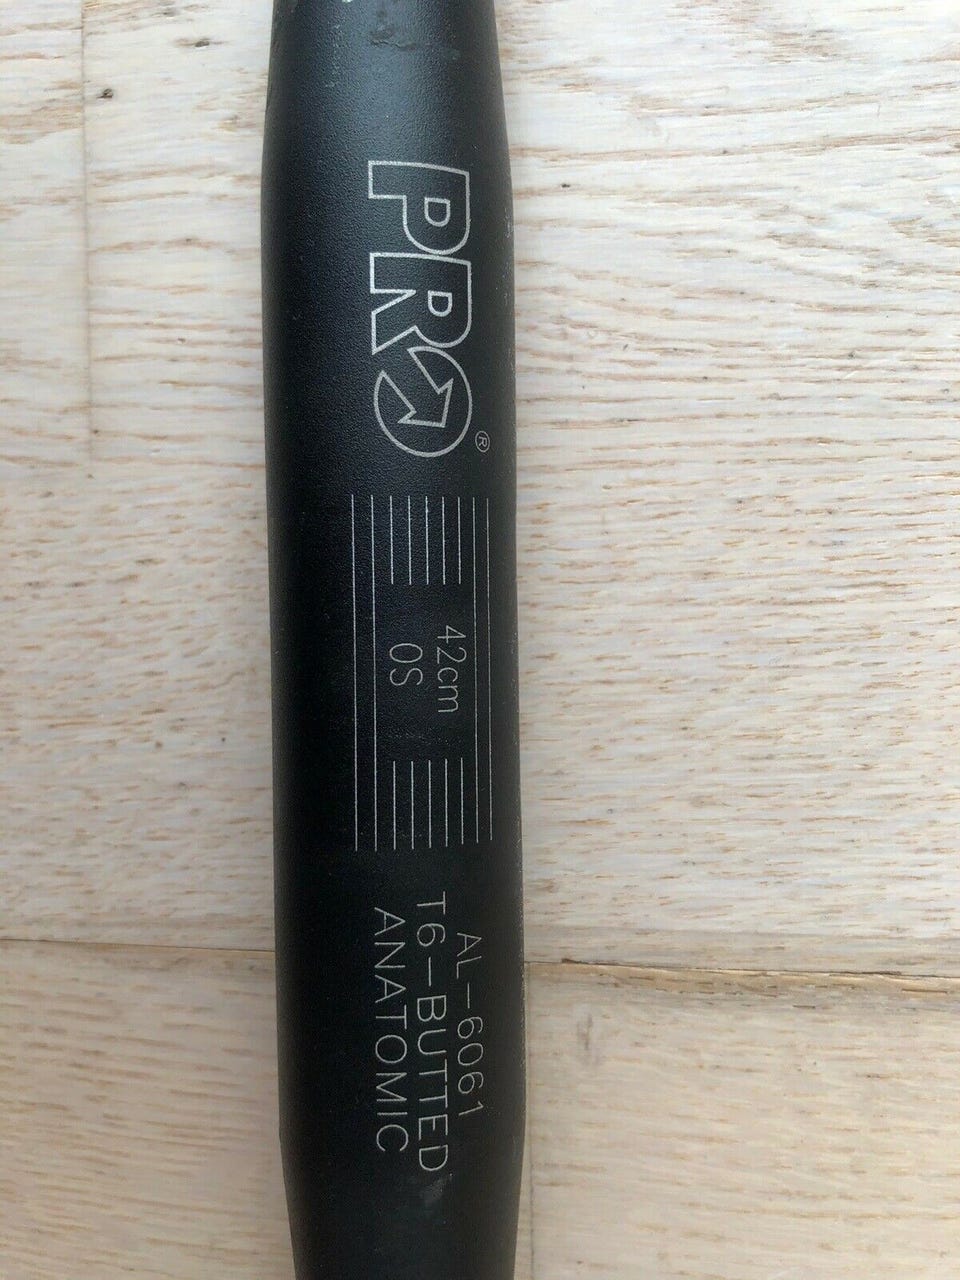 PRO®
42cm
OS
AL-6061
T6-BUTTED
ANATOMIC